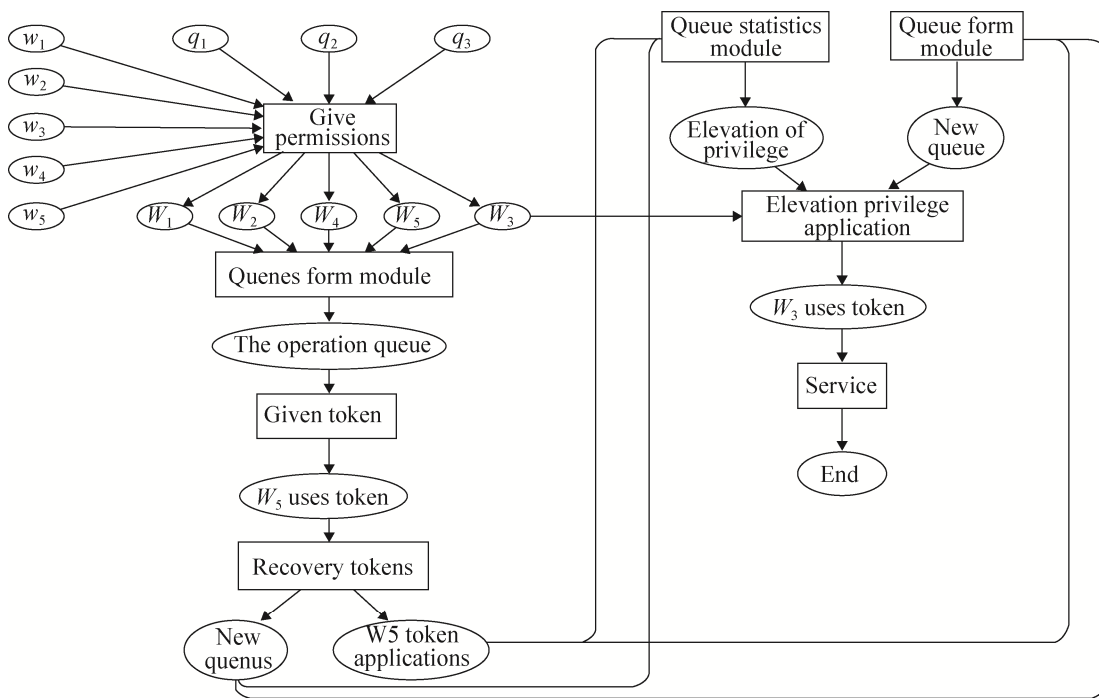 w1
q1
q2
q3
w2
w3
w4
w5
Give
permissions
W1
W2
W4
W5
W3
Quenes form module
The operation queue
Given token
W5 uses token
Recovery tokens
New
quenus
W5 token
applications
Queue statistics
module
Queue form
module
Elevation of
privilege
New
queue
Elevation privilege
application
W3 uses token
Service
End